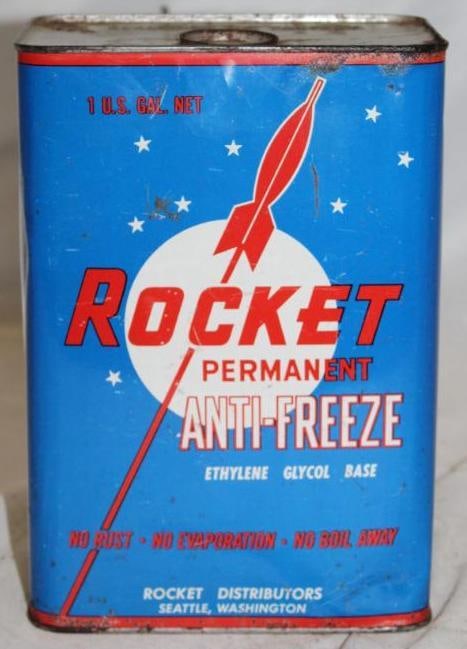 1 U.S. GAL. NET
ROCKET
PERMANENT
ANTI-FREEZE
ETHYLENE GLYCOL BASE
NO RUST • NO EVAPORATION • NO BOIL AWAY
ROCKET DISTRIBUTORS
SEATTLE, WASHINGTON